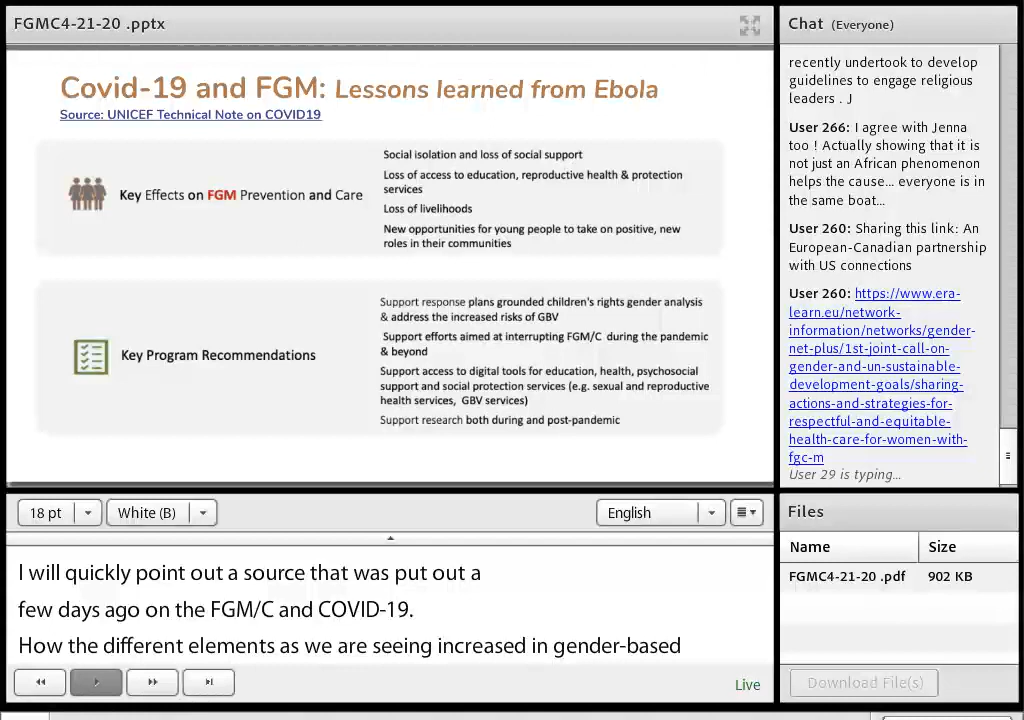 FGMC4-21-20 .pptx
Covid-19 and FGM: Lessons learned from Ebola
Source: UNICEF Technical Note on COVID19
Key Effects on FGM Prevention and Care
Social isolation and loss of social support
Loss of access to education, reproductive health & protection
services
Loss of livelihoods
New opportunities for young people to take on positive, new
roles in their communities
Key Program Recommendations
Support response plans grounded children's rights gender analysis
& address the increased risks of GBV
Support efforts aimed at interrupting FGM/C during the pandemic
& beyond
Support access to digital tools for education, health, psychosocial
support and social protection services (e.g. sexual and reproductive
health services, GBV services)
Support research both during and post-pandemic
18 pt
White (B)
English
I will quickly point out a source that was put out a
few days ago on the FGM/C and COVID-19.
How the different elements as we are seeing increased in gender-based
Live
Chat (Everyone)
recently undertook to develop
guidelines to engage religious
leaders . J
User 266: I agree with Jenna
too ! Actually showing that it is
not just an African phenomenon
helps the cause... everyone is in
the same boat...
User 260: Sharing this link: An
European-Canadian partnership
with US connections
User 260: https://www.era-
learn.eu/network-
information/networks/gender-
net-plus/1st-joint-call-on-
gender-and-un-sustainable-
development-goals/sharing-
actions-and-strategies-for-
respectful-and-equitable-
health-care-for-women-with-
fgc-m
User 29 is typing...
Files
Name Size
FGMC4-21-20 .pdf 902 KB
Download File(s)